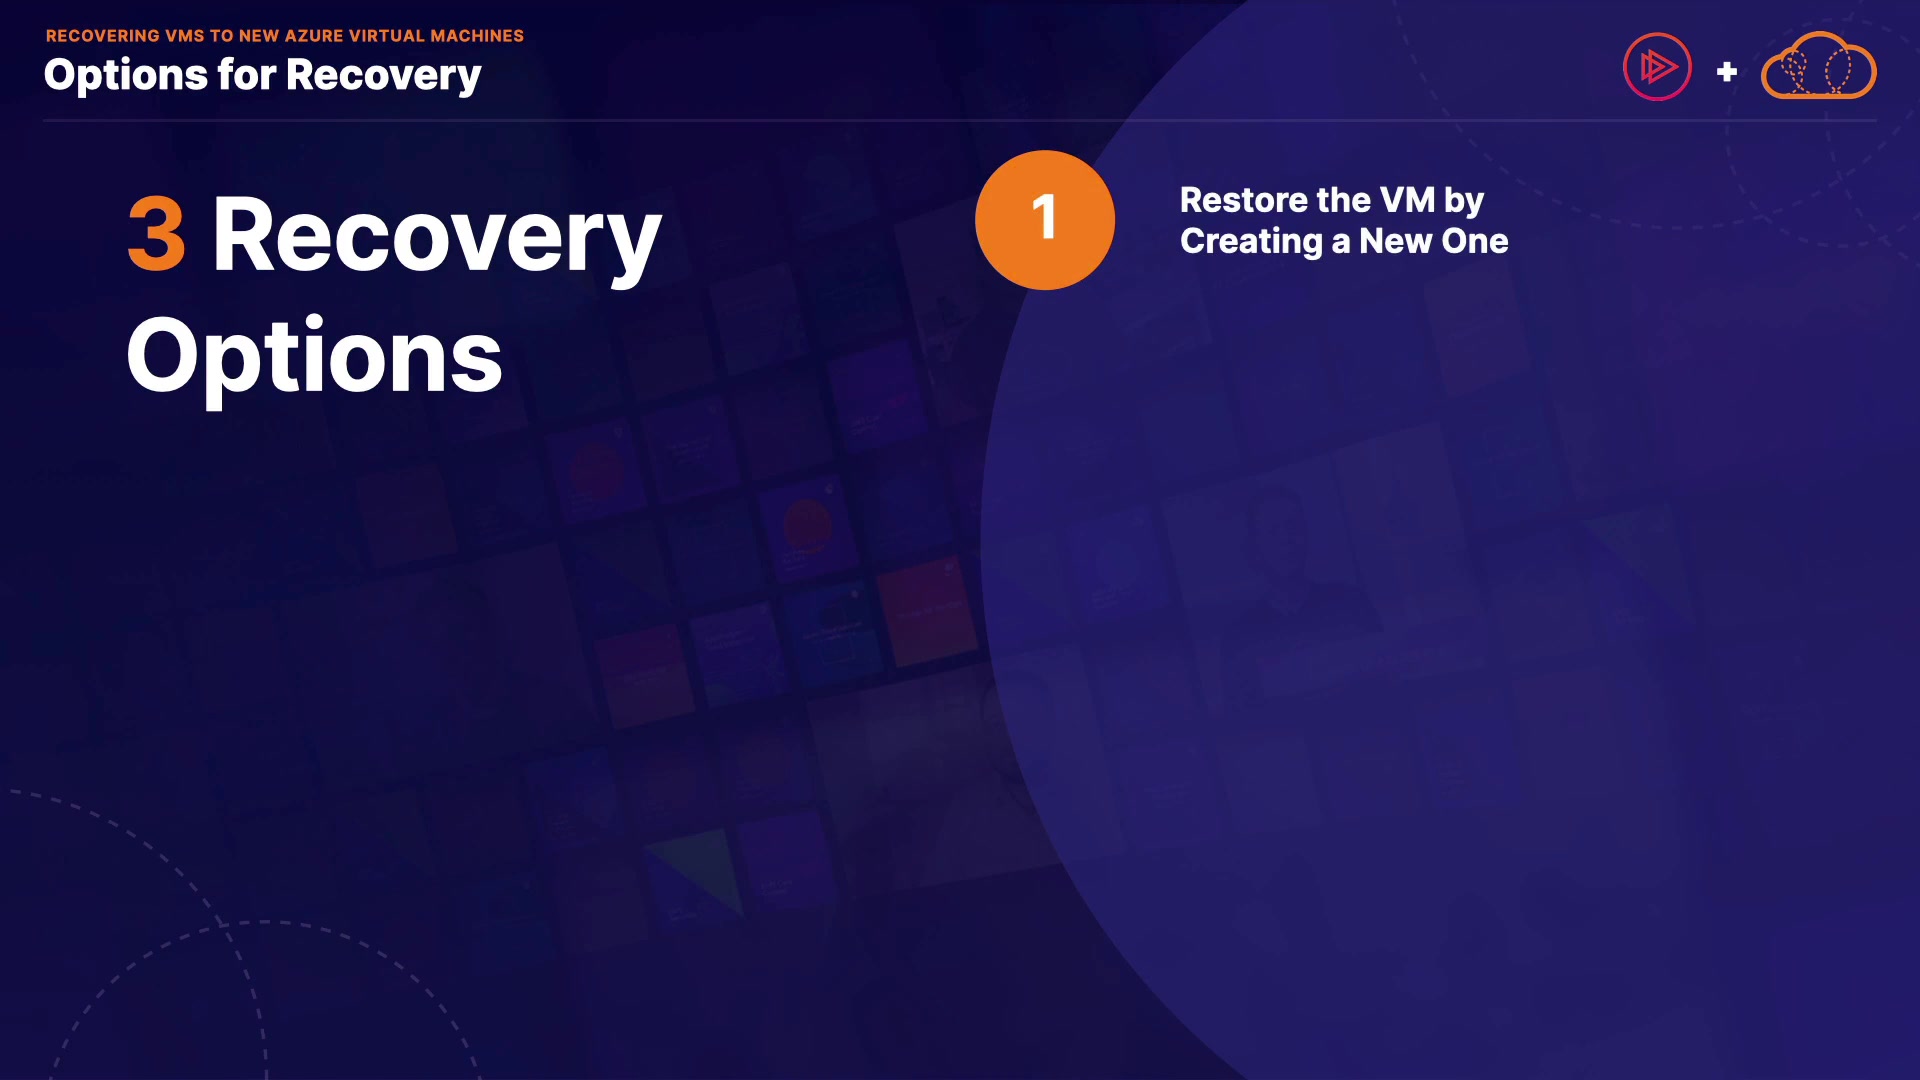 RECOVERING VMS TO NEW AZURE VIRTUAL MACHINES
Options for Recovery
3 Recovery
Options
1
Restore the VM by
Creating a New One